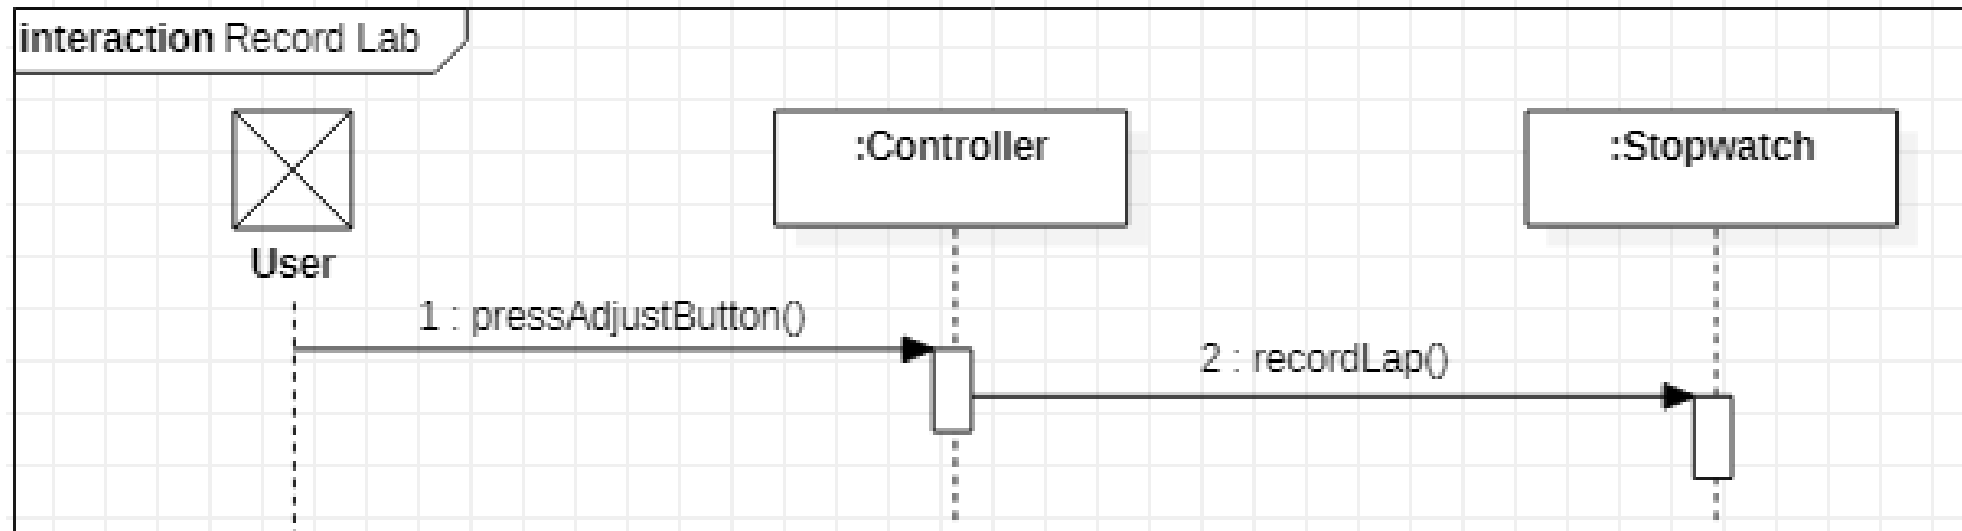 interaction Record Lab
:Controller
:Stopwatch
User
1 : pressAdjustButton()
2 : recordLap()